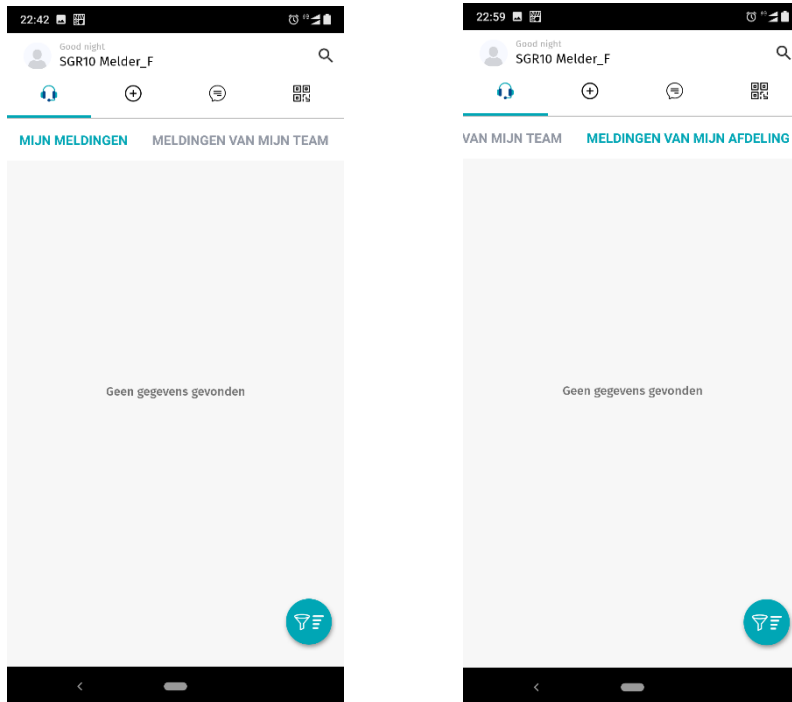 22:42
Good night
SGR10 Melder_F
MIJN MELDINGEN MELDINGEN VAN MIJN TEAM
Geen gegevens gevonden
22:59
Good night
SGR10 Melder_F
VAN MIJN TEAM MELDINGEN VAN MIJN AFDELING
Geen gegevens gevonden